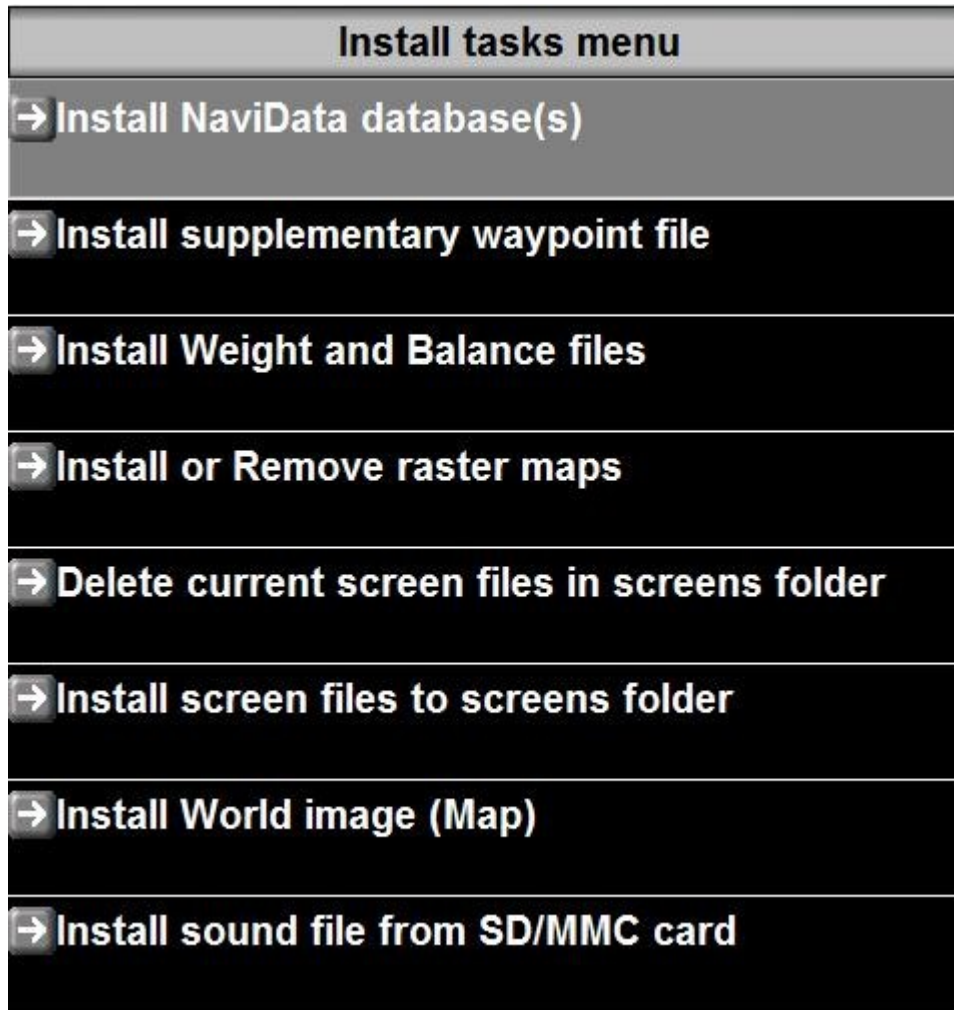 Install tasks menu
Install NaviData database(s)
Install supplementary waypoint file
Install Weight and Balance files
Install or Remove raster maps
Delete current screen files in screens folder
Install screen files to screens folder
Install World image (Map)
Install sound file from SD/MMC card